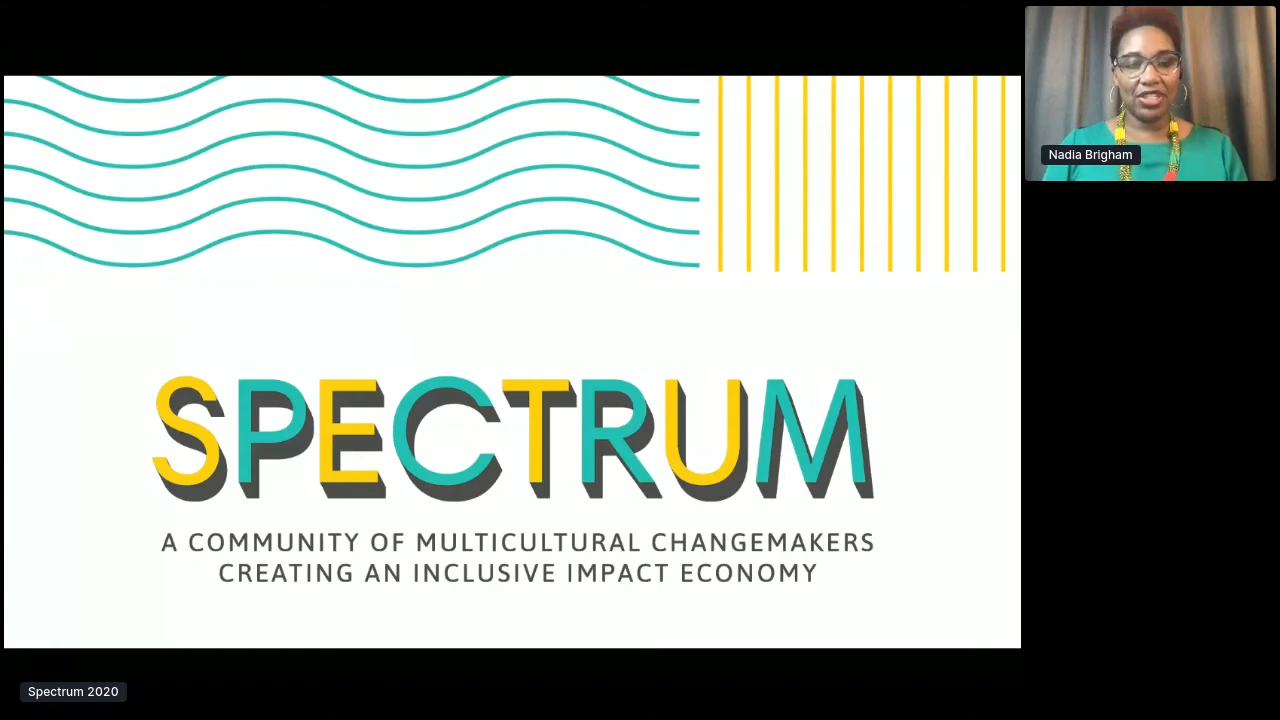 Nadia Brigham
SPECTRUM
A COMMUNITY OF MULTICULTURAL CHANGEMAKERS
CREATING AN INCLUSIVE IMPACT ECONOMY
Spectrum 2020